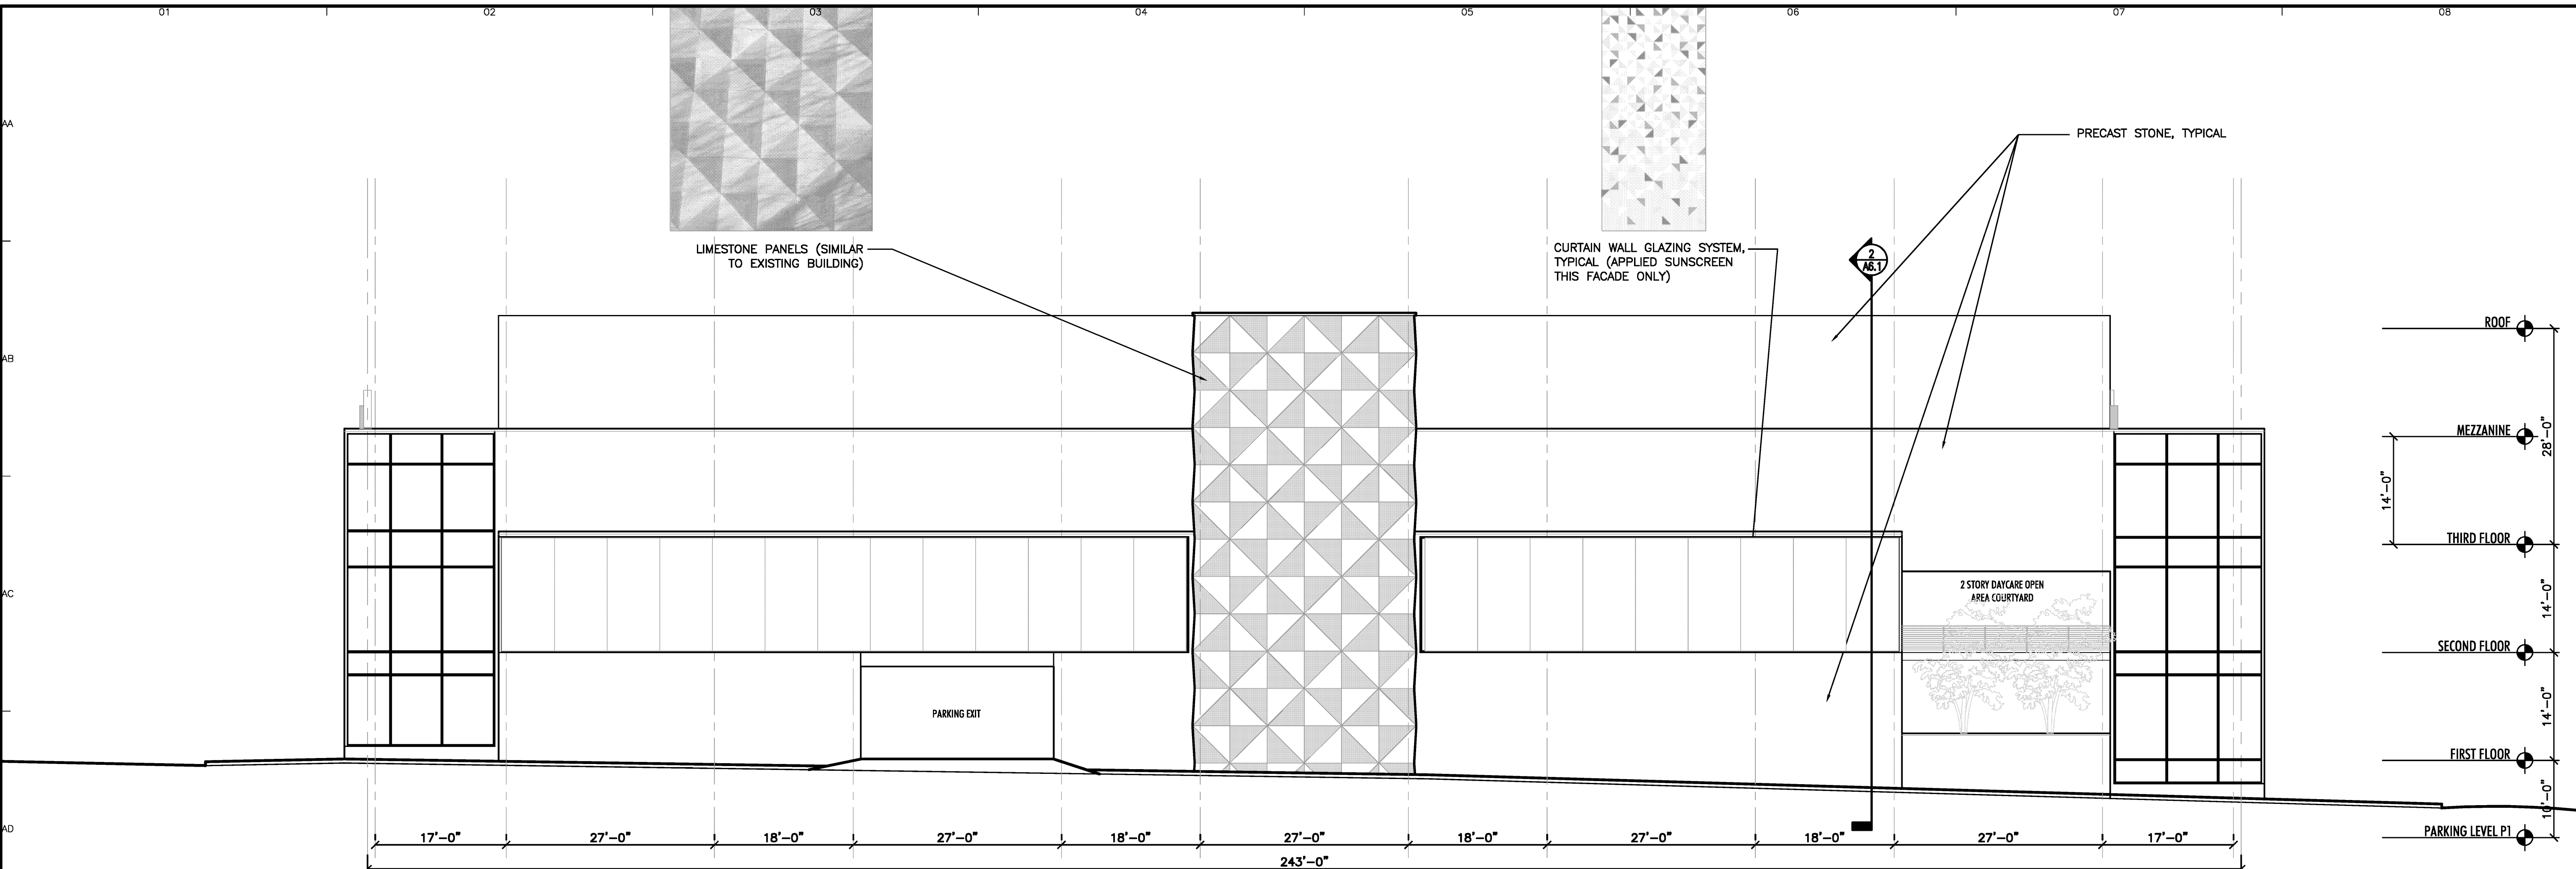 01 02 03 04 05 06 07 08
AA
PRECAST STONE, TYPICAL
LIMESTONE PANELS (SIMILAR
TO EXISTING BUILDING)
CURTAIN WALL GLAZING SYSTEM,
TYPICAL (APPLIED SUNSCREEN
THIS FACADE ONLY)
2
A6.1
ROOF
AB
MEZZANINE
28'-0"
14'-0"
THIRD FLOOR
2 STORY DAYCARE OPEN
AREA COURTYARD
AC
14'-0"
SECOND FLOOR
PARKING EXIT
14'-0"
FIRST FLOOR
10'-0"
AD
PARKING LEVEL P1
17'-0" 27'-0" 18'-0" 27'-0" 18'-0" 27'-0" 18'-0" 27'-0" 18'-0" 27'-0" 17'-0"
243'-0"